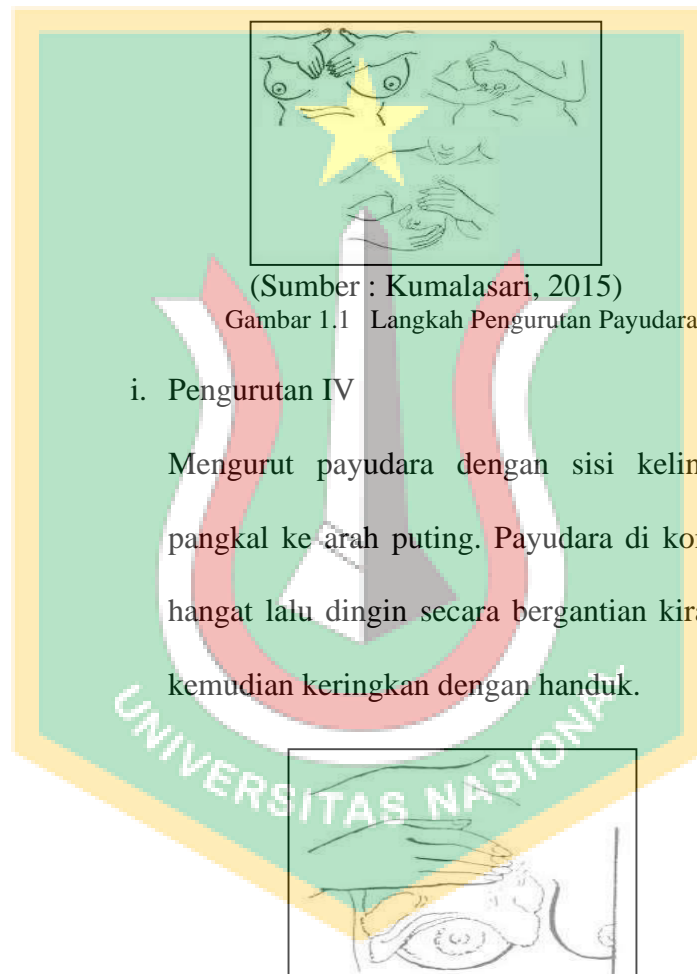 (Sumber : Kumalasari, 2015)
Gambar 1.1 Langkah Pengurutan Payudara
i. Pengurutan IV
Mengurut payudara dengan sisi
pangkal ke arah puting. Payudara di
hangat lalu dingin secara bergantian
kemudian keringkan dengan handuk.
UNIVERSITAS NASIONAL